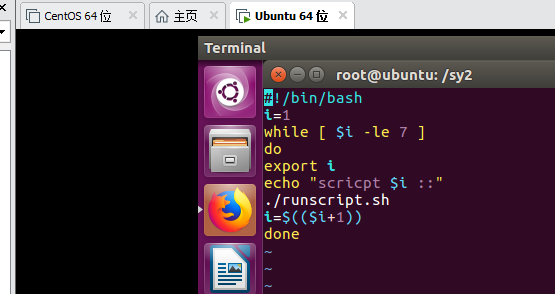 CentOS 64 位
主页
Ubuntu 64 位
Terminal
root@ubuntu: /sy2
#!/bin/bash
i=1
while [ $i -le 7 ]
do
export i
echo "scricpt $i ::"
./runscript.sh
i=$(($i+1))
done
~
~
~